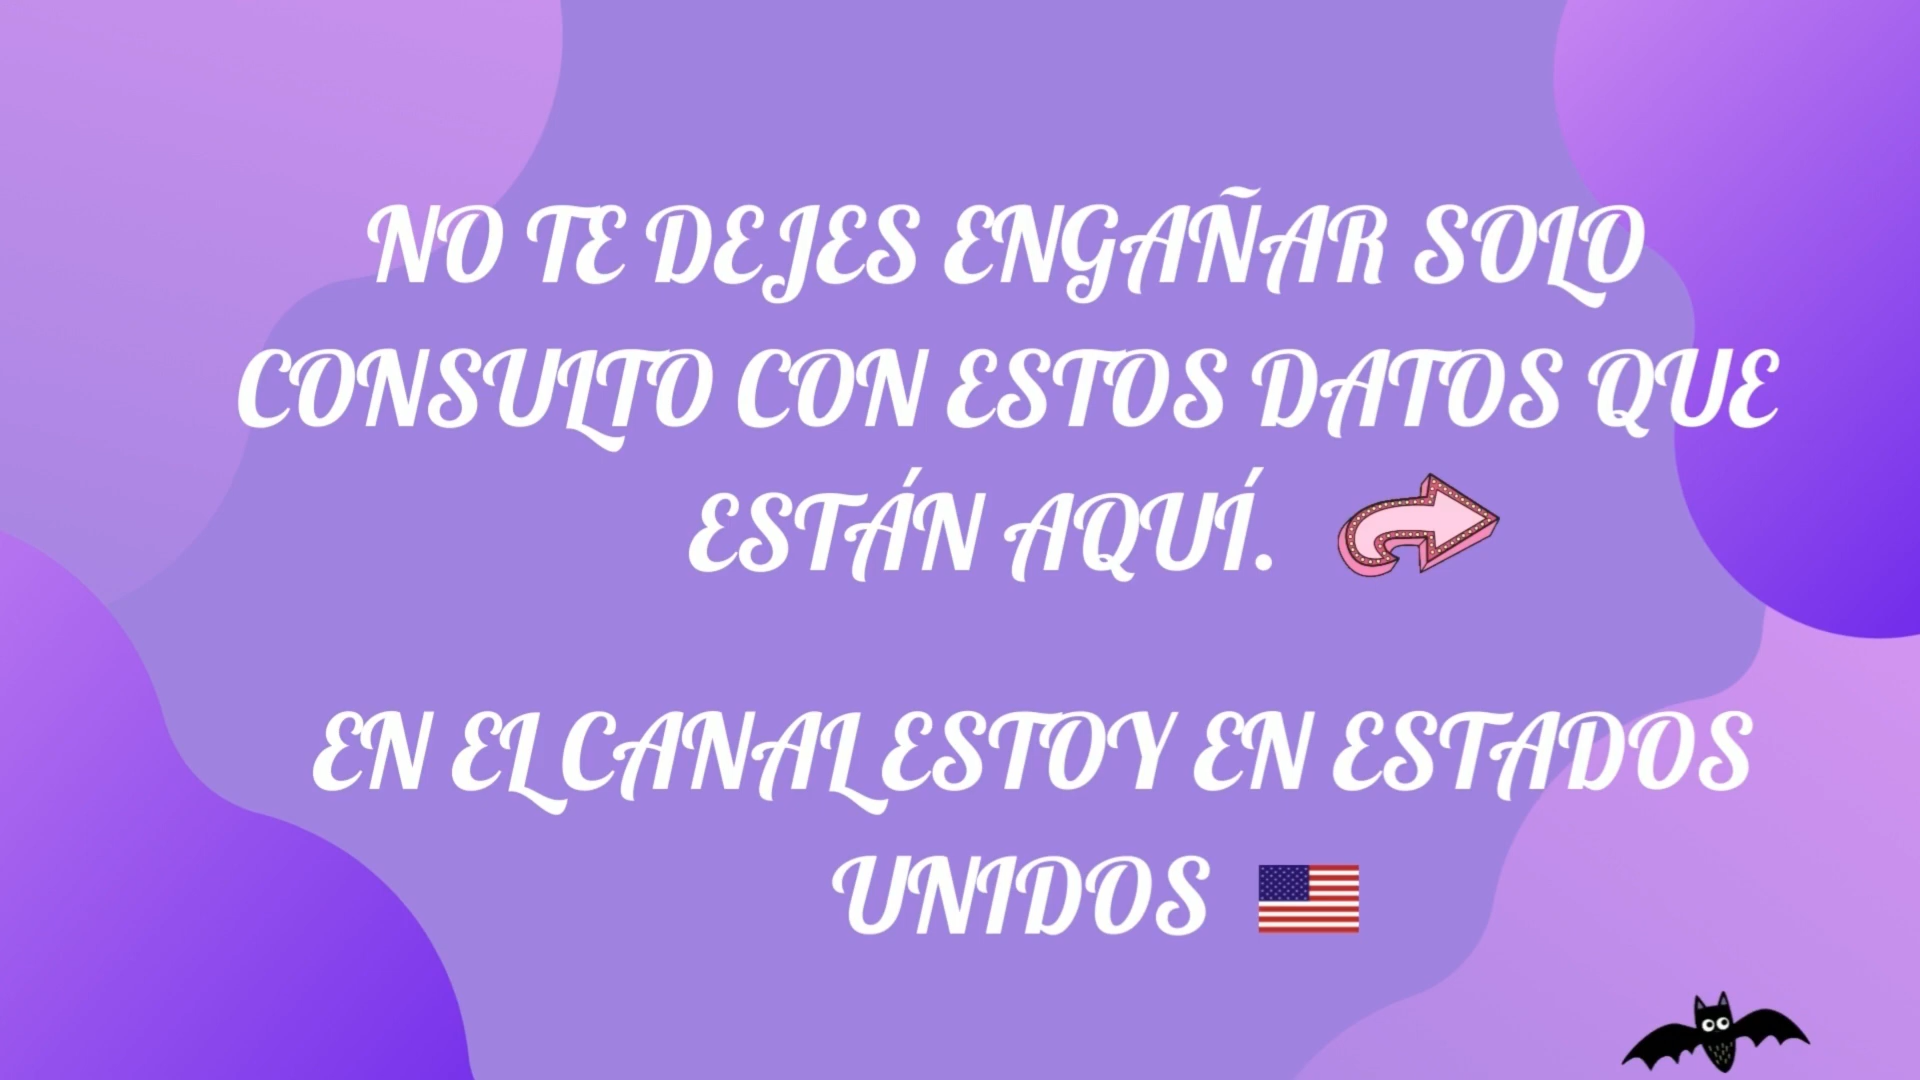 NO TE DEJES ENGAÑAR SOLO
CONSULTO CON ESTOS DATOS QUE
ESTÁN AQUÍ.
EN EL CANAL ESTOY EN ESTADOS
UNIDOS